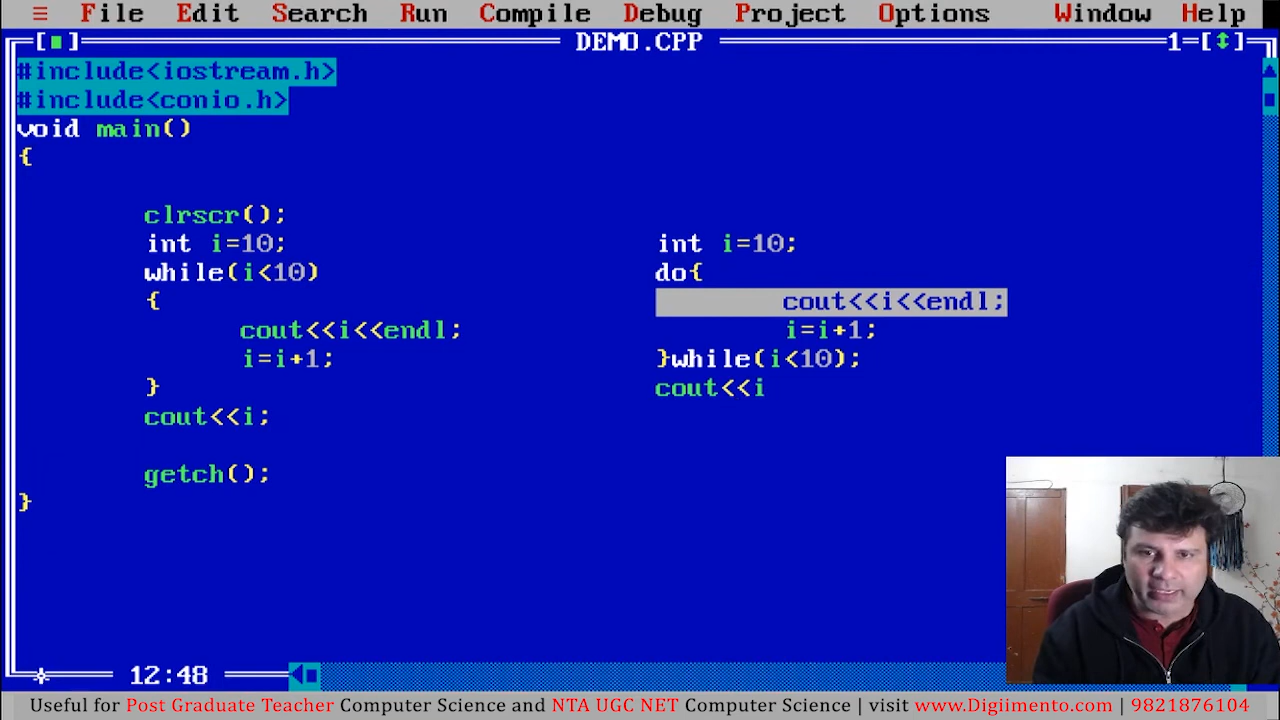 ≡ File Edit Search Run Compile Debug Project Options Window Help
[■] DEMO.CPP 1=[↕]
#include<iostream.h>
#include<conio.h>
void main()
{
clrscr();
int i=10; int i=10;
while(i<10) do{
{ cout<<i<<endl;
cout<<i<<endl; i=i+1;
i=i+1; }while(i<10);
} cout<<i
cout<<i;
getch();
}
12:48
Useful for Post Graduate Teacher Computer Science and NTA UGC NET Computer Science | visit www.Digiimento.com | 9821876104